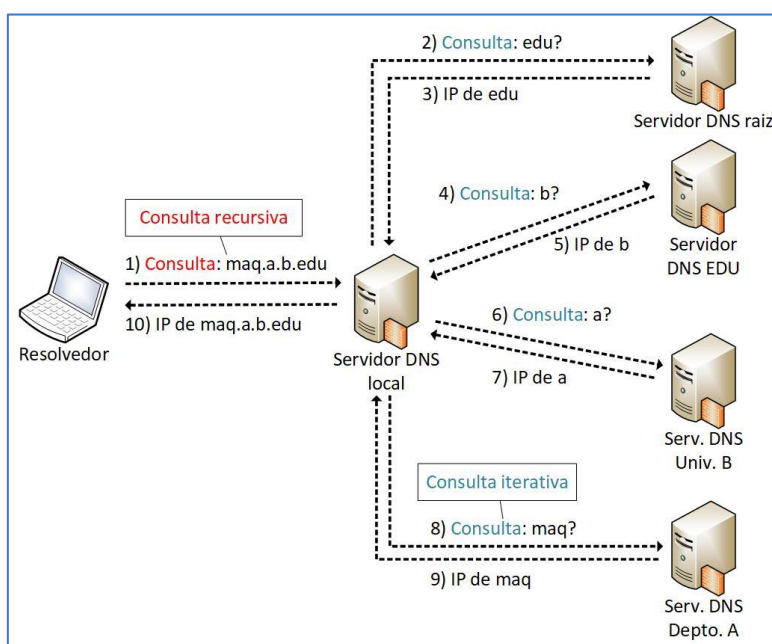 2) Consulta: edu?
3) IP de edu
Servidor DNS raiz
4) Consulta: b?
5) IP de b
Servidor
DNS EDU
Consulta recursiva
1) Consulta: maq.a.b.edu
10) IP de maq.a.b.edu
Resolvedor
Servidor DNS
local
6) Consulta: a?
7) IP de a
Serv. DNS
Univ. B
Consulta iterativa
8) Consulta: maq?
9) IP de maq
Serv. DNS
Depto. A